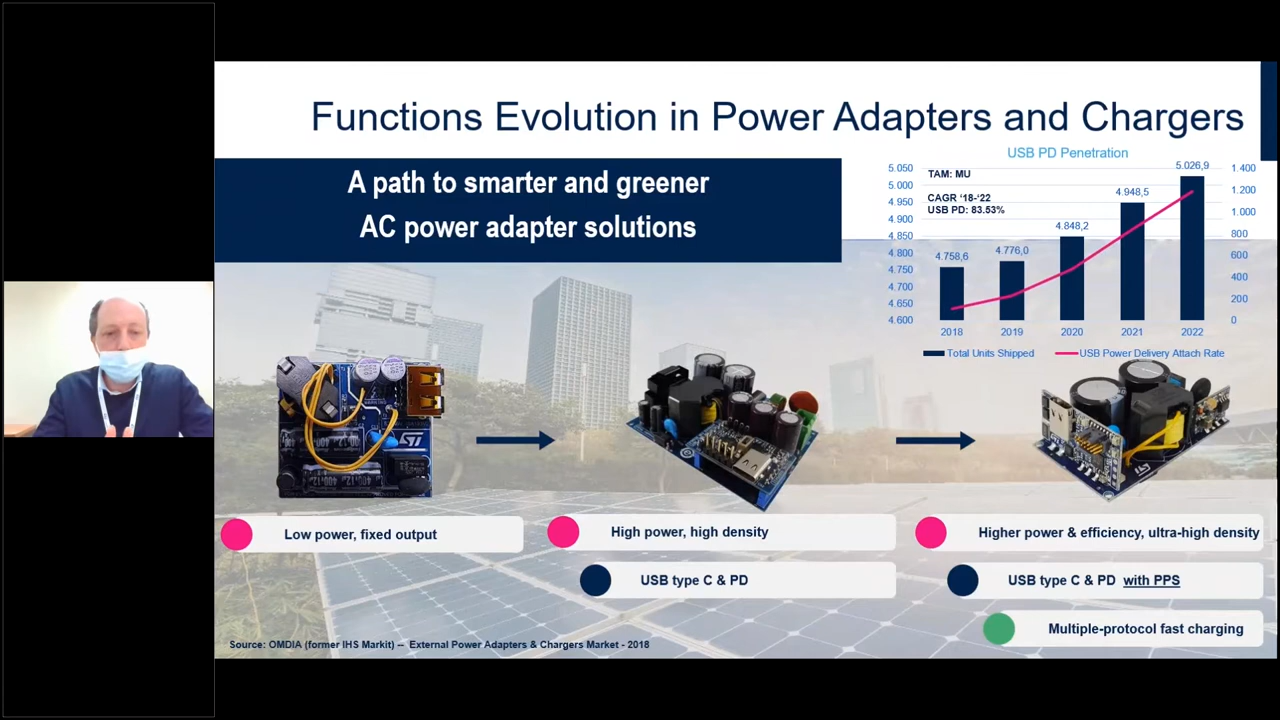 Functions Evolution in Power Adapters and Chargers
A path to smarter and greener
AC power adapter solutions
USB PD Penetration
TAM: MU
CAGR ‘18-‘22
USB PD: 83.53%
5.050
5.000
4.950
4.900
4.850
4.800
4.750
4.700
4.650
4.600
4.758,6
4.776,0
4.848,2
4.948,5
5.026,9
1.400
1.200
1.000
800
600
400
200
0
2018 2019 2020 2021 2022
Total Units Shipped USB Power Delivery Attach Rate
ST
Low power, fixed output
High power, high density
USB type C & PD
Higher power & efficiency, ultra-high density
USB type C & PD with PPS
Multiple-protocol fast charging
Source: OMDIA (former IHS Markit) -- External Power Adapters & Chargers Market - 2018